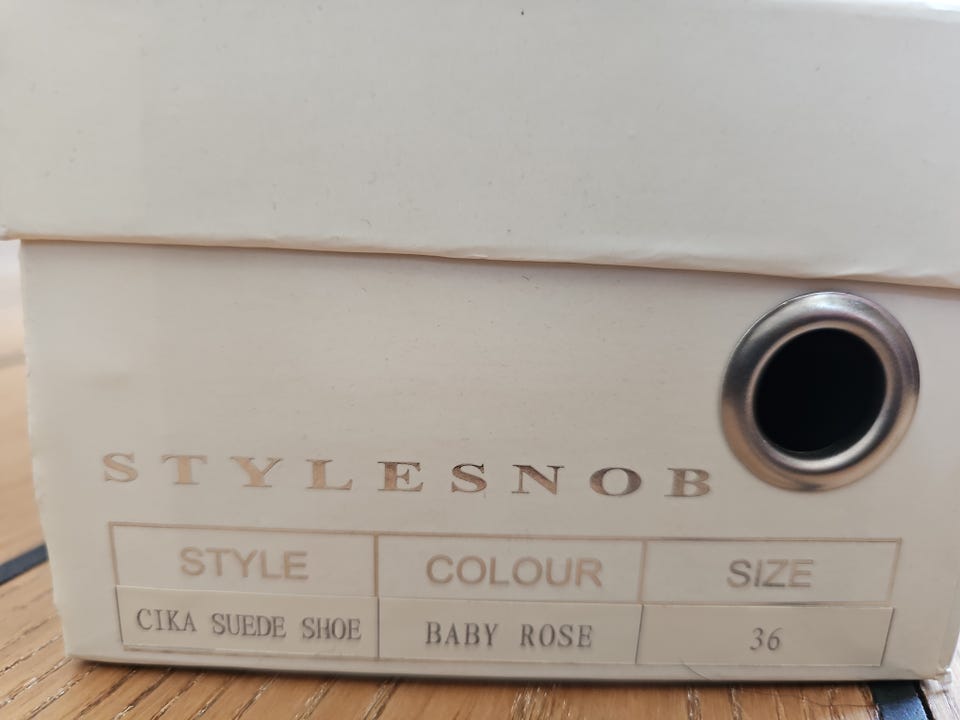 STYLESNOB
STYLE COLOUR SIZE
CIKA SUEDE SHOE BABY ROSE 36